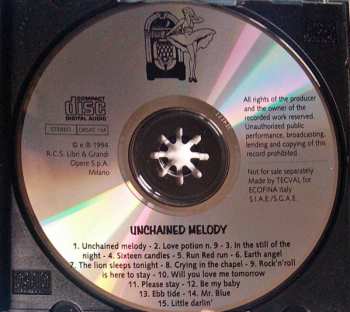 COMPACT
disc
DIGITAL AUDIO
STEREO
© e ℗ 1994
R.C.S. Libri & Grandi
Opere S.p.A.
Milano
All rights of the producer
and the owner of the
recorded work reserved.
Unauthorized public
performance, broadcasting,
lending and copying of this
record prohibited.
Not for sale separately
Made by TECVAL for
ECOFINA Italy
S.I.A.E./S.G.A.E.
UNCHAINED MELODY
1. Unchained melody - 2. Love potion n. 9 - 3. In the still of the
night - 4. Sixteen candles - 5. Run Red run - 6. Earth angel
7. The lion sleeps tonight - 8. Crying in the chapel - 9. Rock'n'roll
is here to stay - 10. Will you love me tomorrow
11. Please stay - 12. Be my baby
13. Ebb tide - 14. Mr. Blue
15. Little darlin'